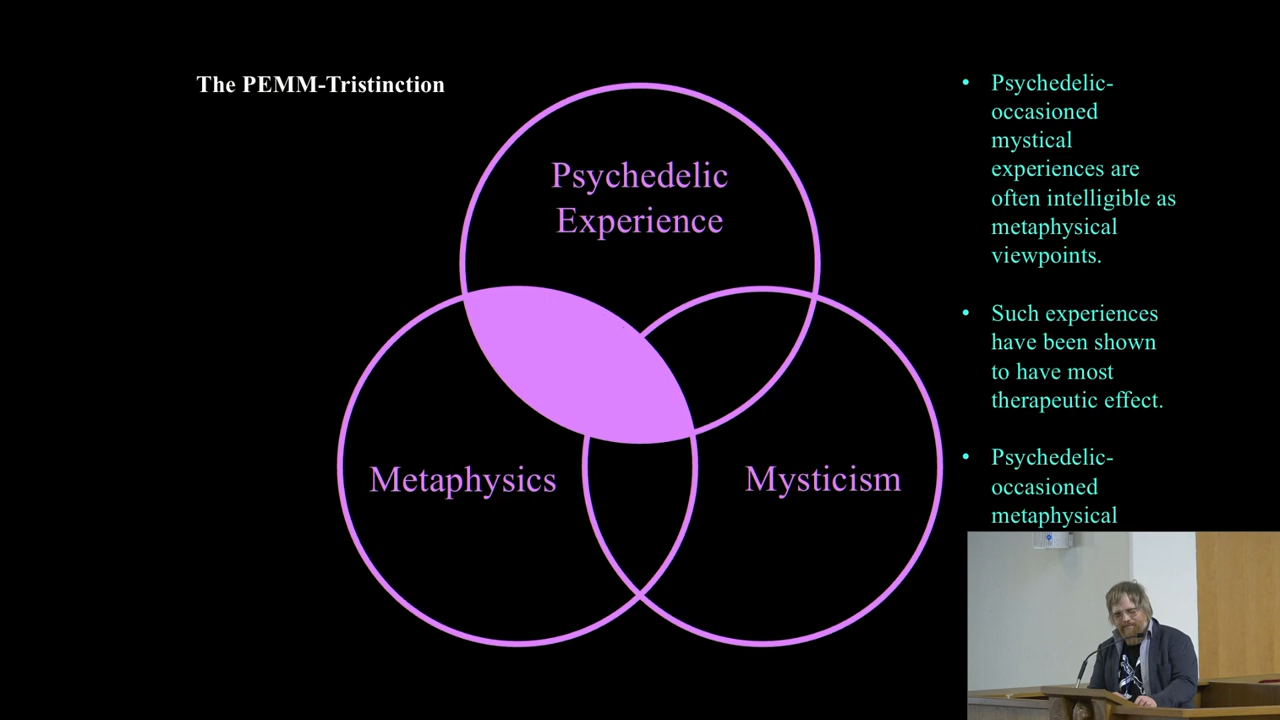 The PEMM-Tristinction
Psychedelic
Experience
Metaphysics
Mysticism
• Psychedelic-
occasioned
mystical
experiences are
often intelligible as
metaphysical
viewpoints.
• Such experiences
have been shown
to have most
therapeutic effect.
• Psychedelic-
occasioned
metaphysical